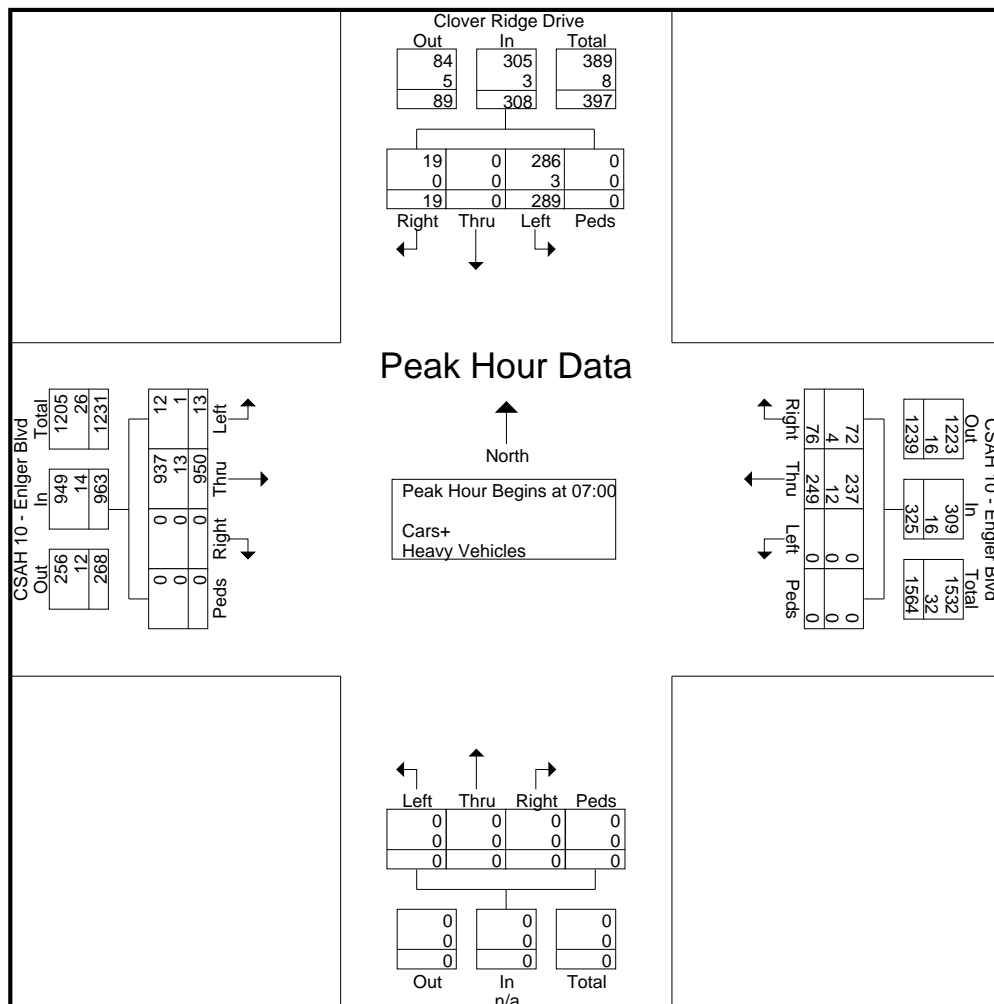 Clover Ridge Drive
Out In Total
84 305 389
5 3 8
89 308 397
19 0 286 0
0 0 3 0
19 0 289 0
Right Thru Left Peds
Peak Hour Data
North
Peak Hour Begins at 07:00
Cars+
Heavy Vehicles
CSAH 10 - Enlger Blvd
Total In Out
1205 949 256
26 14 12
1231 963 268
12 937 0 0
1 13 0 0
13 950 0 0
Left Thru Right Peds
CSAH 10 - Engler Blvd
Out In Total
1223 309 1532
16 16 32
1239 325 1564
72 237 0 0
4 12 0 0
76 249 0 0
Right Thru Left Peds
Left Thru Right Peds
0 0 0 0
0 0 0 0
0 0 0 0
0 0 0
0 0 0
0 0 0
Out In Total
n/a